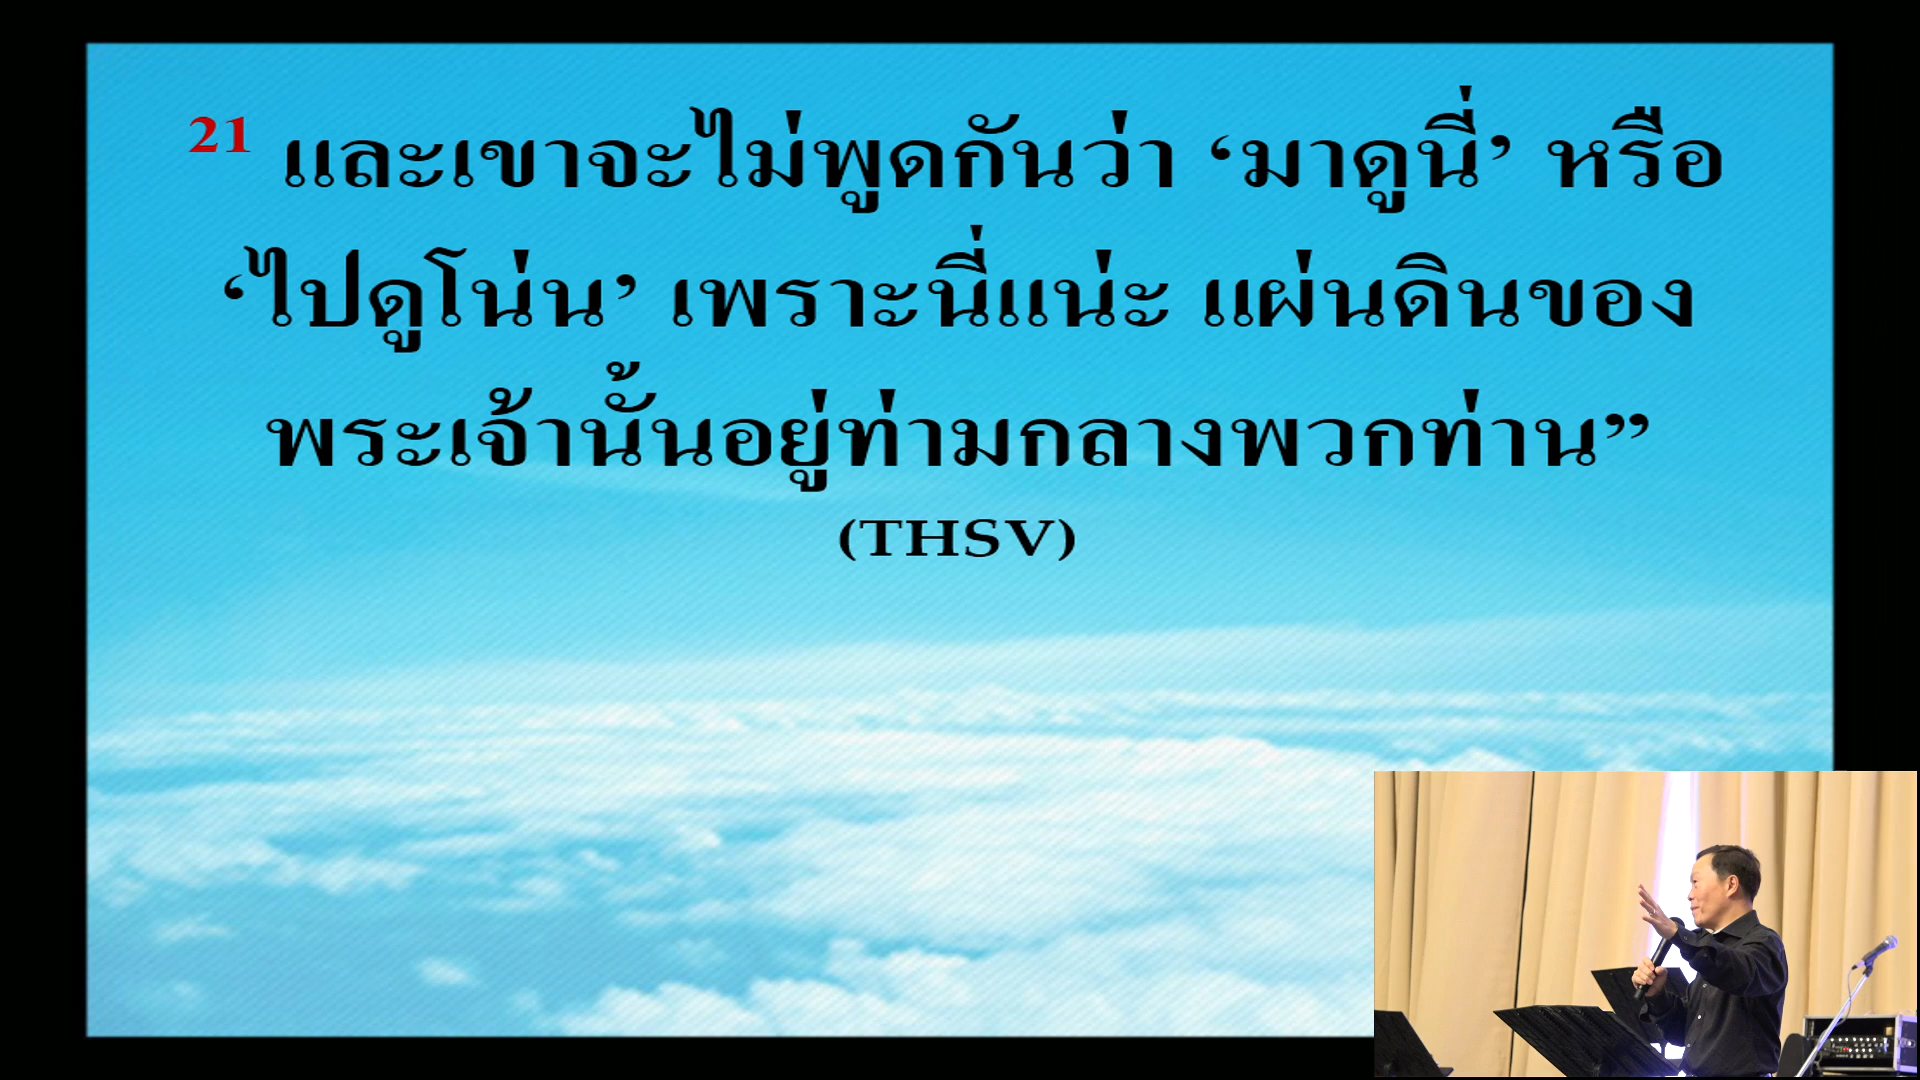 21 และเขาจะไม่พูดกันว่า ‘มาดูนี่’ หรือ
‘ไปดูโน่น’ เพราะนี่แน่ะ แผ่นดินของ
พระเจ้านั้นอยู่ท่ามกลางพวกท่าน”
(THSV)